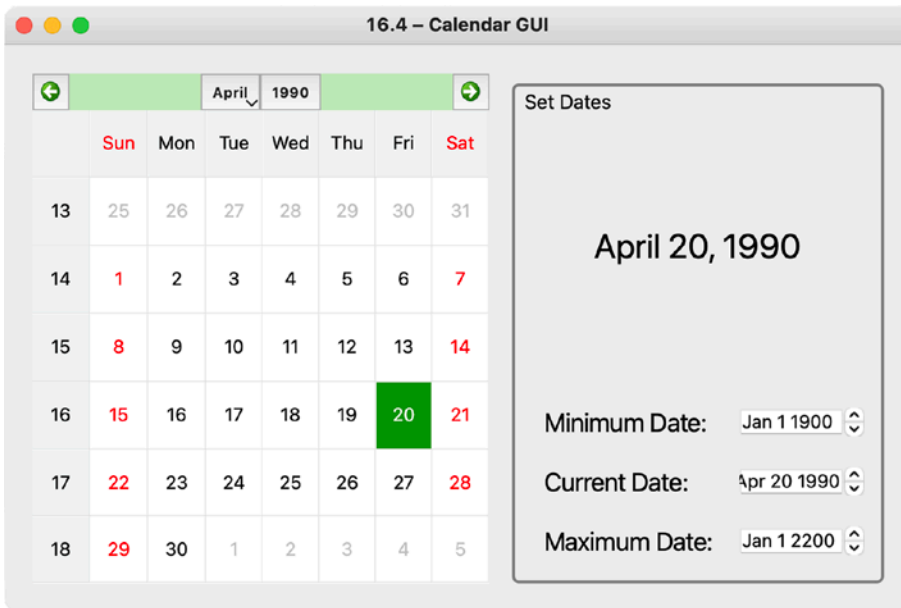 16.4 – Calendar GUI
April 1990
Sun Mon Tue Wed Thu Fri Sat
13 25 26 27 28 29 30 31
14 1 2 3 4 5 6 7
15 8 9 10 11 12 13 14
16 15 16 17 18 19 20 21
17 22 23 24 25 26 27 28
18 29 30 1 2 3 4 5
Set Dates
April 20, 1990
Minimum Date: Jan 1 1900
Current Date: Apr 20 1990
Maximum Date: Jan 1 2200